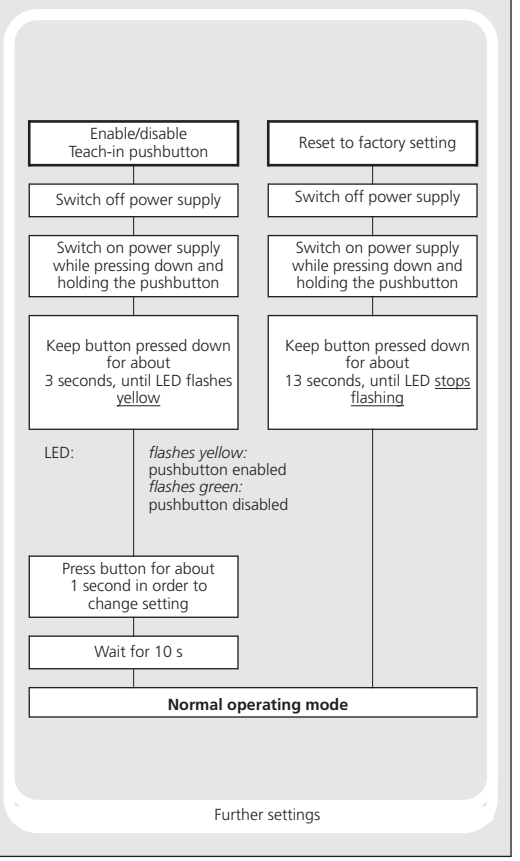 Enable/disable
Teach-in pushbutton
Switch off power supply
Switch on power supply
while pressing down and
holding the pushbutton
Keep button pressed down
for about
3 seconds, until LED flashes
yellow
LED:
flashes yellow:
pushbutton enabled
flashes green:
pushbutton disabled
Press button for about
1 second in order to
change setting
Wait for 10 s
Reset to factory setting
Switch off power supply
Switch on power supply
while pressing down and
holding the pushbutton
Keep button pressed down
for about
13 seconds, until LED stops
flashing
Normal operating mode
Further settings